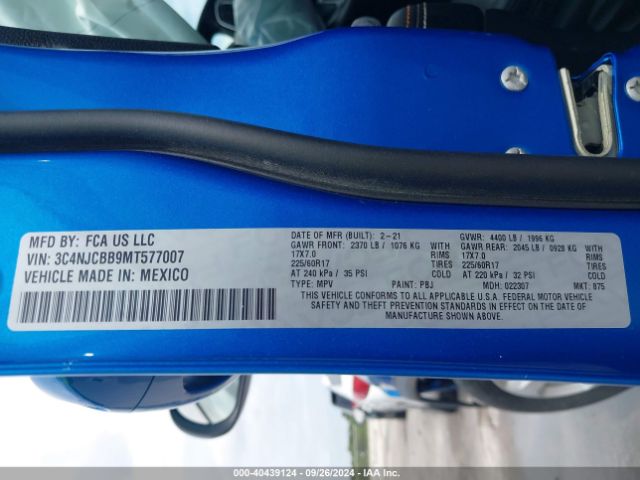 MFD BY: FCA US LLC
VIN: 3C4NJCBB9MT577007
VEHICLE MADE IN: MEXICO
DATE OF MFR (BUILT): 2-21
GVWR: 4400 LB / 1996 KG
GAWR FRONT: 2370 LB / 1076 KG
GAWR REAR: 2045 LB / 0928 KG
17X7.0 RIMS 17X7.0 RIMS
225/60R17 TIRES 225/60R17 TIRES
AT 240 kPa / 35 PSI COLD AT 220 kPa / 32 PSI COLD
TYPE: MPV PAINT: PBJ MDH: 022307 MKT: 875
THIS VEHICLE CONFORMS TO ALL APPLICABLE U.S.A. FEDERAL MOTOR VEHICLE
SAFETY AND THEFT PREVENTION STANDARDS IN EFFECT ON THE DATE OF
MANUFACTURE SHOWN ABOVE.
000-40439124 - 09/26/2024 - IAA Inc.